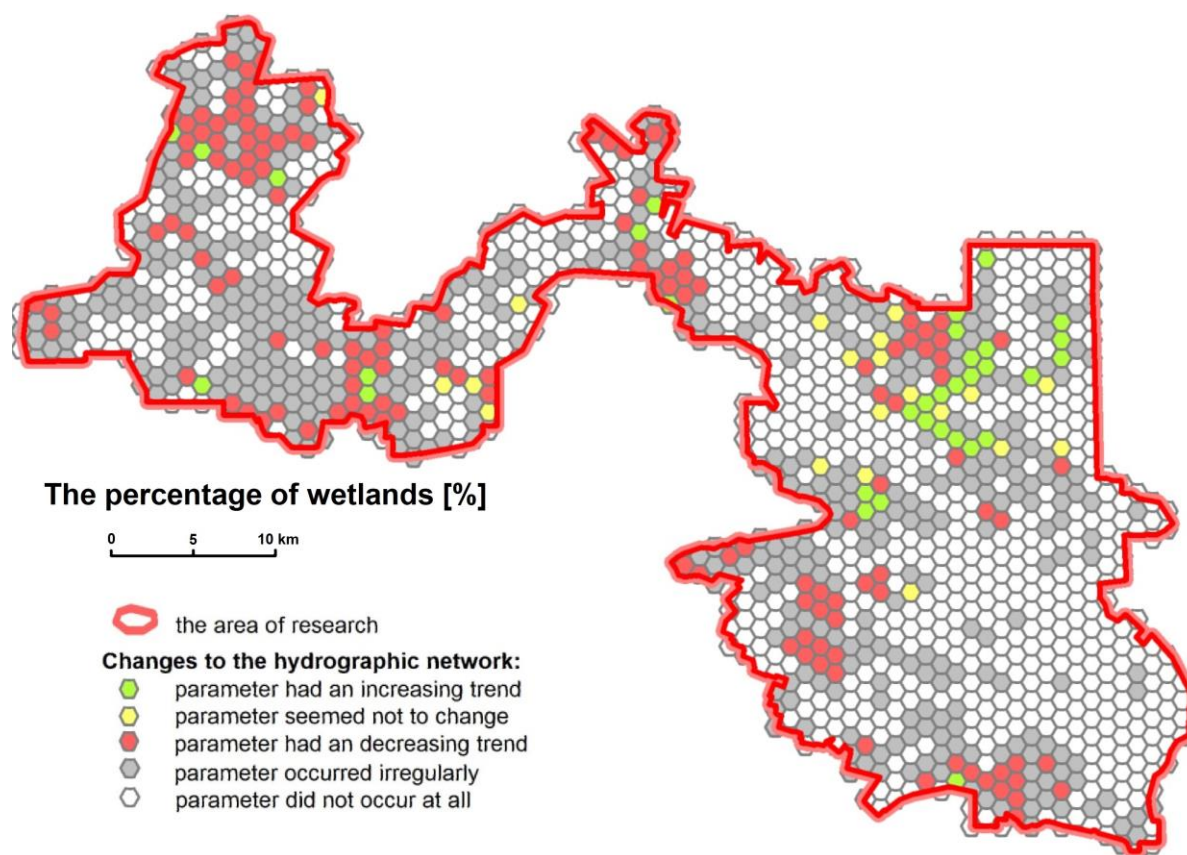 The percentage of wetlands [%]
0 5 10 km
the area of research
Changes to the hydrographic network:
parameter had an increasing trend
parameter seemed not to change
parameter had an decreasing trend
parameter occurred irregularly
parameter did not occur at all